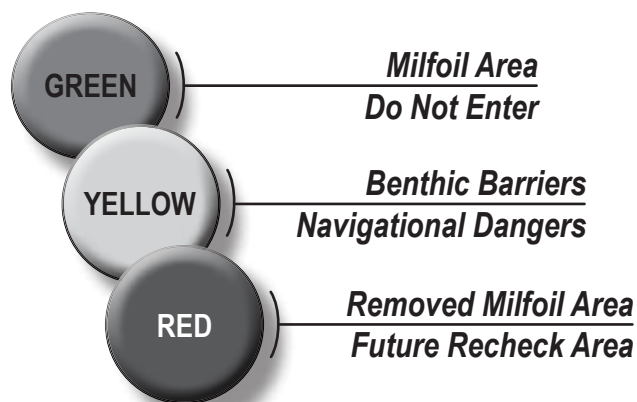 GREEN
Milfoil Area
Do Not Enter
YELLOW
Benthic Barriers
Navigational Dangers
RED
Removed Milfoil Area
Future Recheck Area